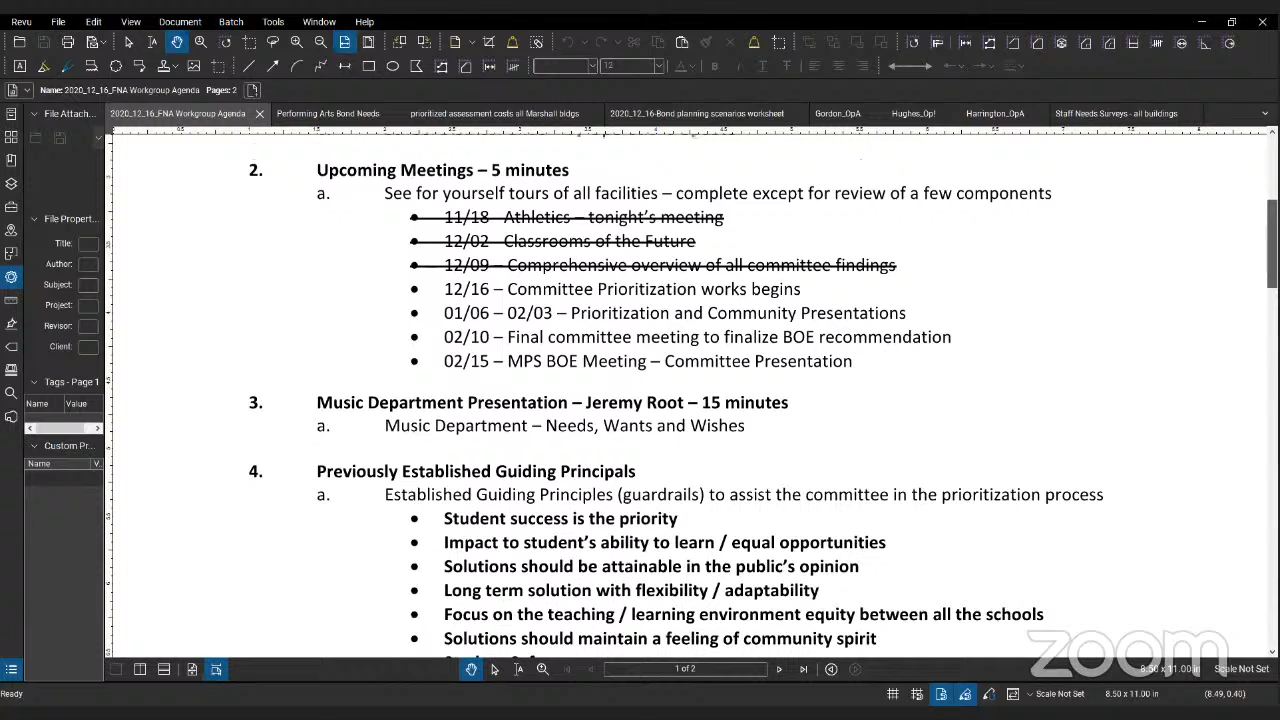 Revu File Edit View Document Batch Tools Window Help
12
Name: 2020_12_16_FNA Workgroup Agenda Pages: 2
File Attach... 2020_12_16_FNA Workgroup Agenda Performing Arts Bond Needs prioritized assessment costs all Marshall bldgs 2020_12_16-Bond planning scenarios worksheet Gordon_OpA Hughes_Op! Harrington_OpA Staff Needs Surveys - all buildings
2. Upcoming Meetings – 5 minutes
a. See for yourself tours of all facilities – complete except for review of a few components
• 11/18 – Athletics – tonight's meeting
• 12/02 – Classrooms of the Future
• 12/09 – Comprehensive overview of all committee findings
• 12/16 – Committee Prioritization works begins
• 01/06 – 02/03 – Prioritization and Community Presentations
• 02/10 – Final committee meeting to finalize BOE recommendation
• 02/15 – MPS BOE Meeting – Committee Presentation
3. Music Department Presentation – Jeremy Root – 15 minutes
a. Music Department – Needs, Wants and Wishes
4. Previously Established Guiding Principals
a. Established Guiding Principles (guardrails) to assist the committee in the prioritization process
• Student success is the priority
• Impact to student's ability to learn / equal opportunities
• Solutions should be attainable in the public's opinion
• Long term solution with flexibility / adaptability
• Focus on the teaching / learning environment equity between all the schools
• Solutions should maintain a feeling of community spirit
File Propert...
Title:
Author:
Subject:
Project:
Revisor:
Client:
Tags - Page 1
Name Value
Custom Pr...
Name V
zoom
1 of 2 8.50 x 11.00 in Scale Not Set
Ready Scale Not Set 8.50 x 11.00 in (8.49, 0.40)